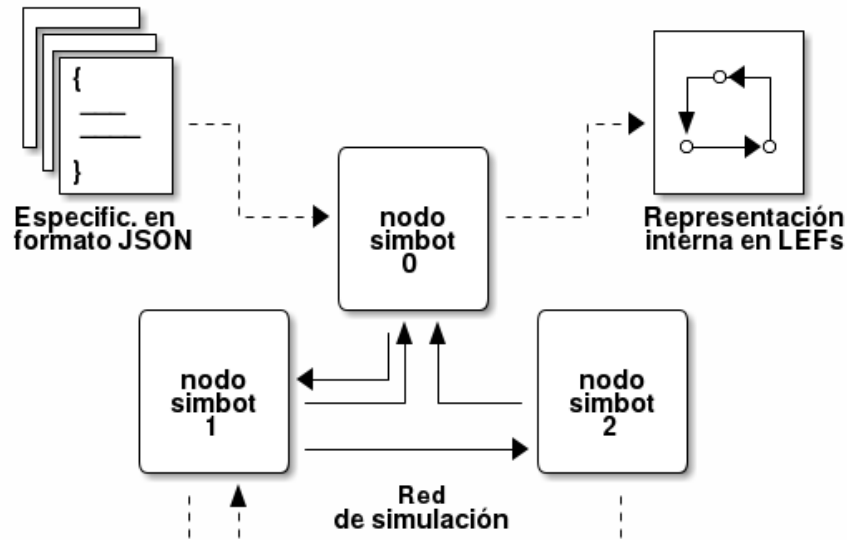 {
}
Especific. en
formato JSON
nodo
simbot
0
Representación
interna en LEFs
nodo
simbot
1
nodo
simbot
2
Red
de simulación